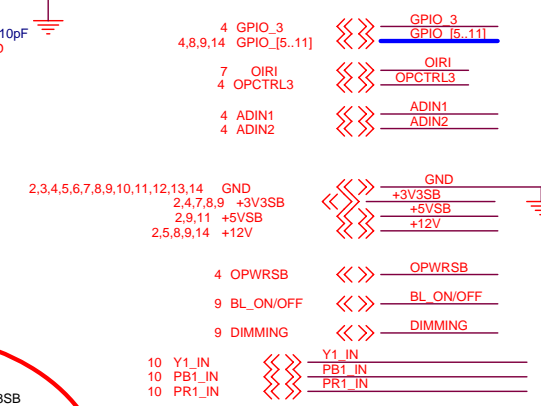 10pF
4 GPIO_3 GPIO_3
4,8,9,14 GPIO_[5..11] GPIO_[5..11]
7 OIRI OIRI
4 OPCTRL3 OPCTRL3
4 ADIN1 ADIN1
4 ADIN2 ADIN2
2,3,4,5,6,7,8,9,10,11,12,13,14 GND GND
2,4,7,8,9 +3V3SB +3V3SB
2,9,11 +5VSB +5VSB
2,5,8,9,14 +12V +12V
4 OPWRSB OPWRSB
9 BL_ON/OFF BL_ON/OFF
9 DIMMING DIMMING
10 Y1_IN Y1_IN
10 PB1_IN PB1_IN
10 PR1_IN PR1_IN